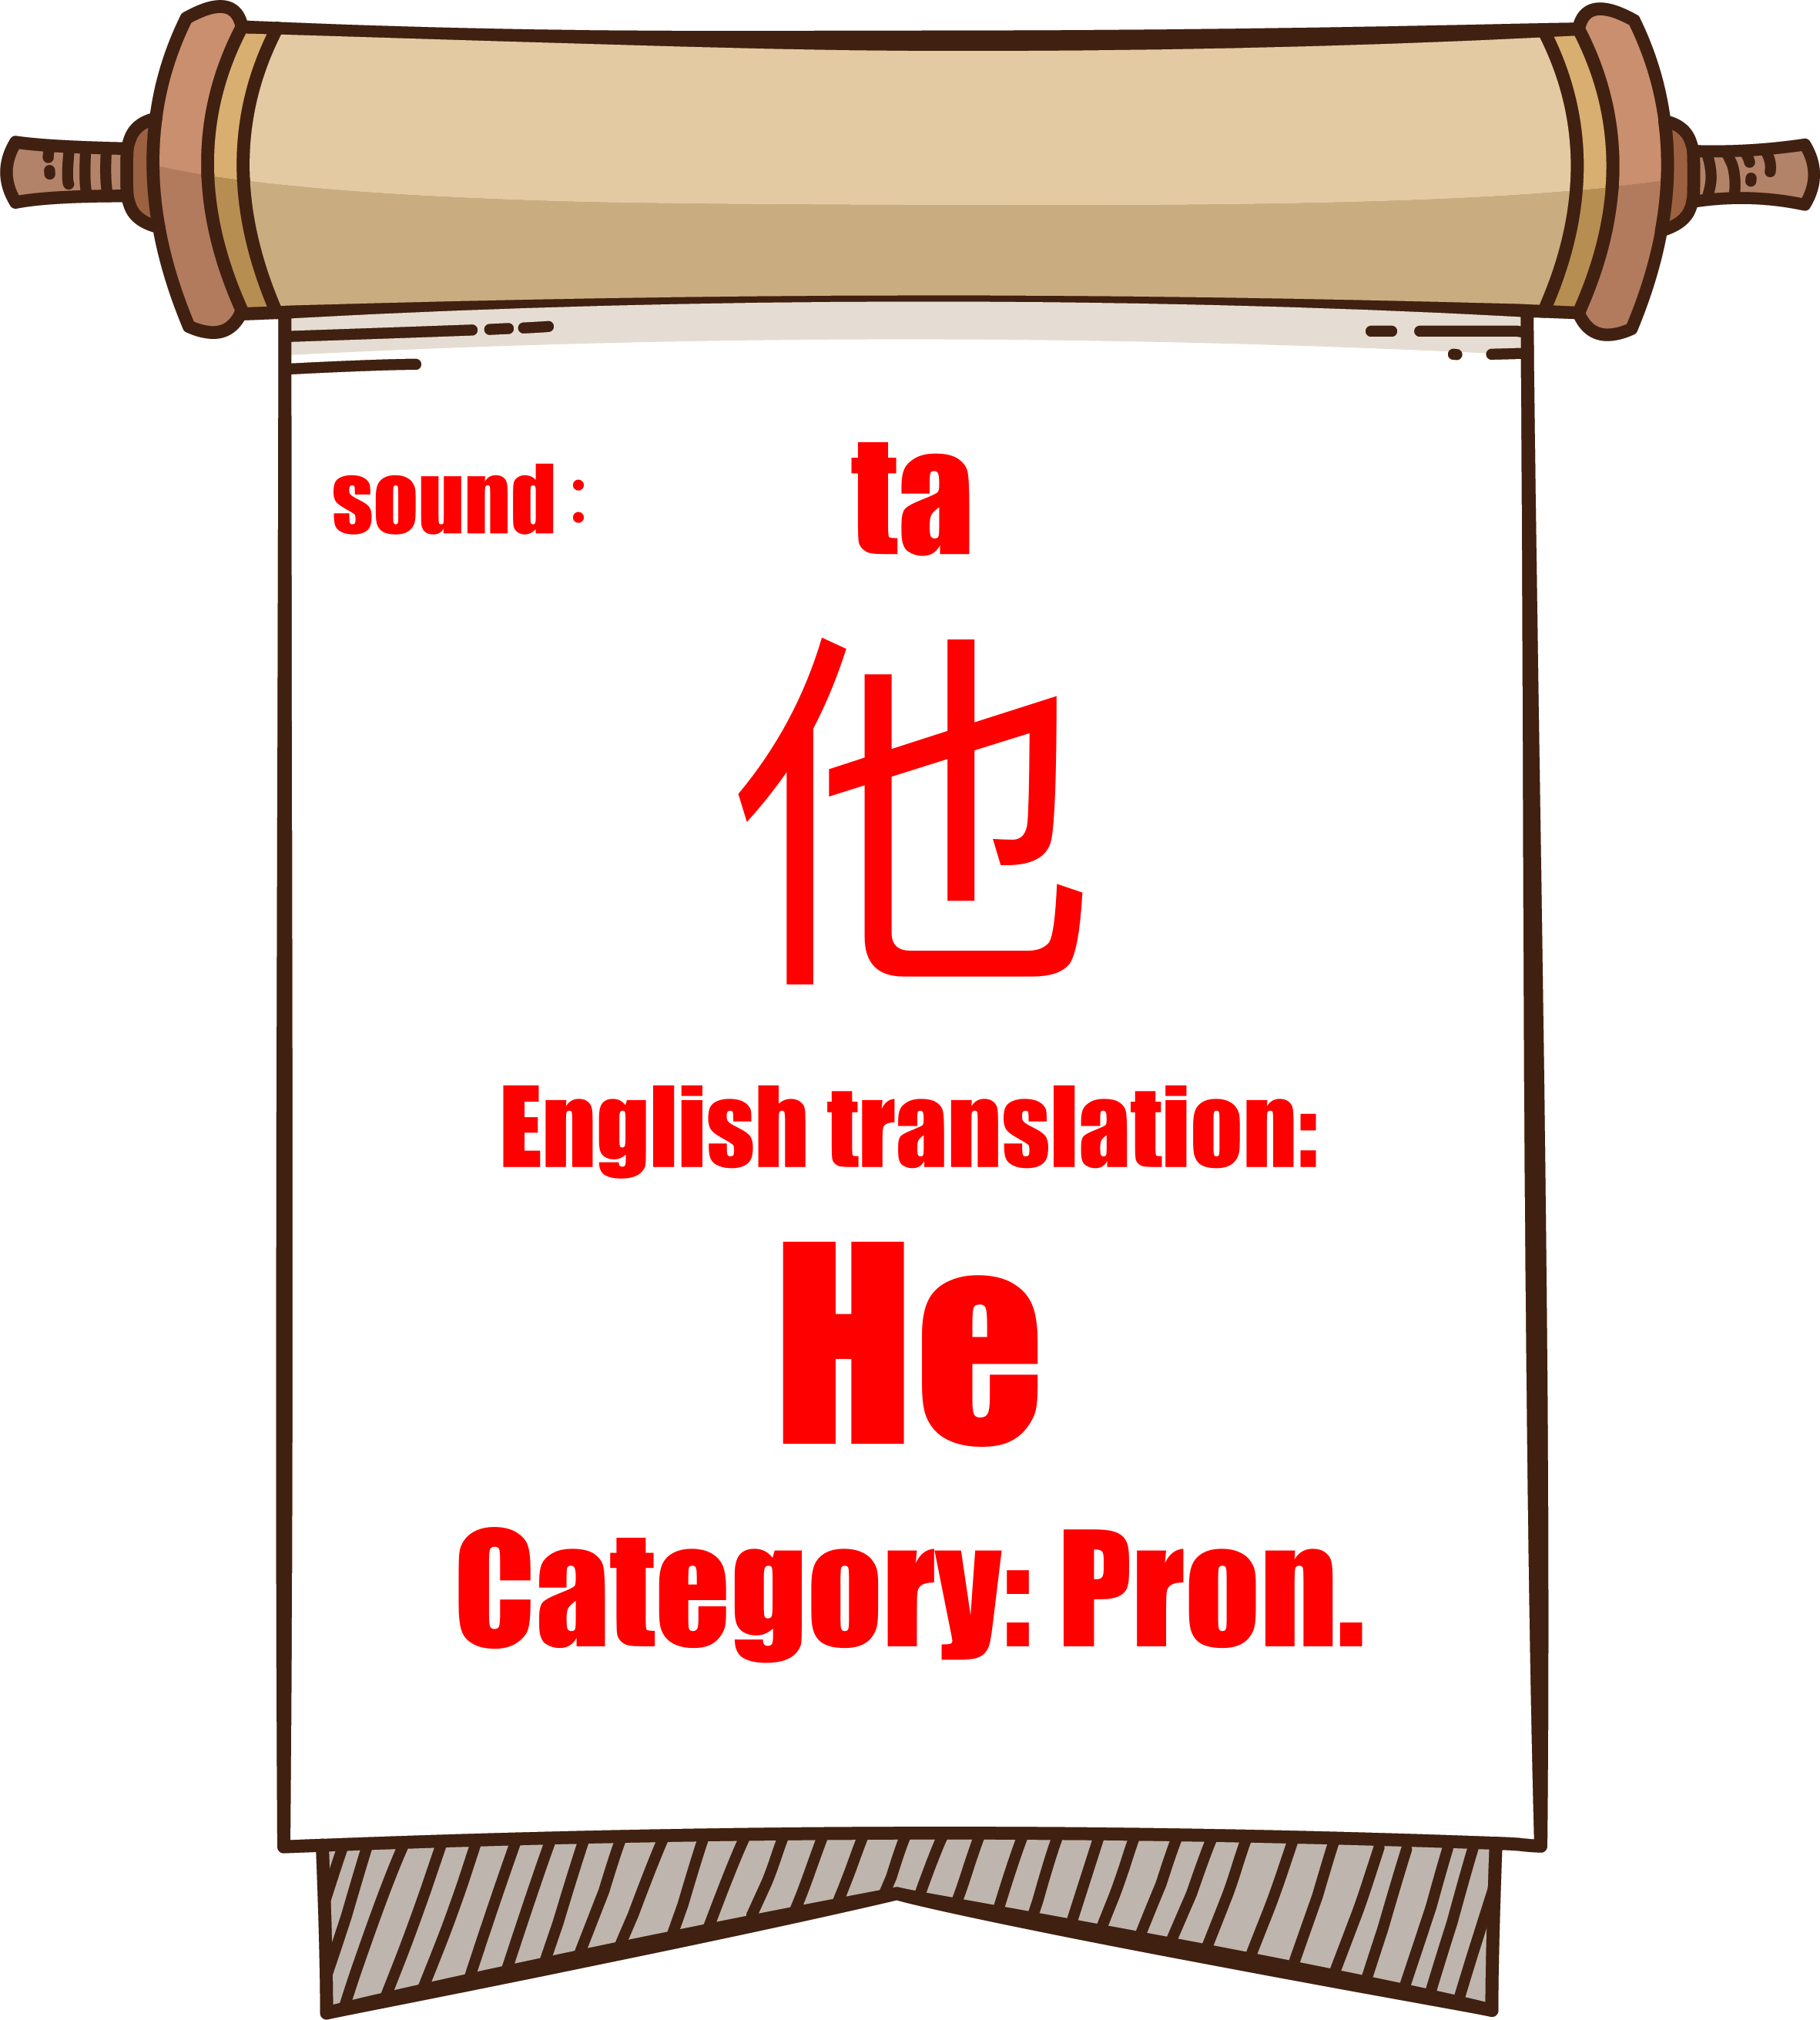 sound : ta
他
English translation:
He
Category: Pron.